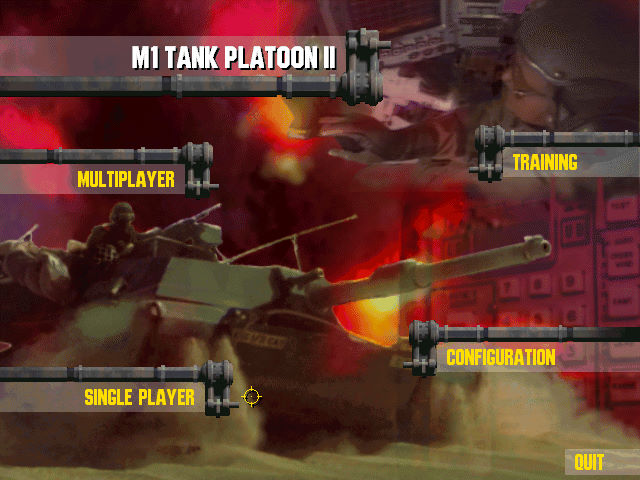 M1 TANK PLATOON II
MULTIPLAYER
TRAINING
CONFIGURATION
SINGLE PLAYER
QUIT